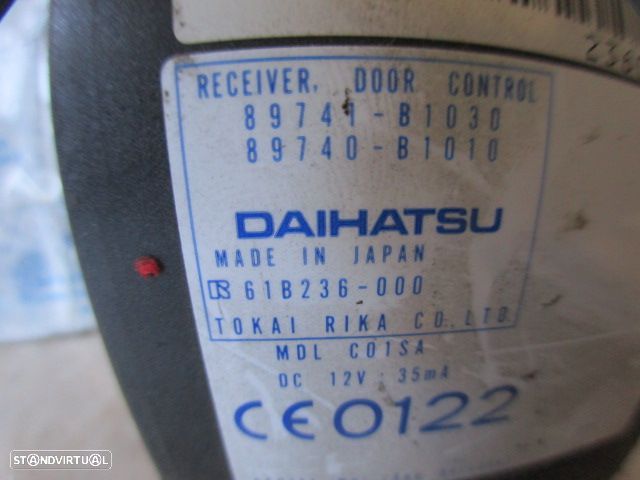 RECEIVER, DOOR CONTROL
89741-B1030
89740-B1010
DAIHATSU
MADE IN JAPAN
61B236-000
TOKAI RIKA CO.,LTD.
MDL C01SA
DC 12V 35mA
CE0122
STANDVIRTUAL